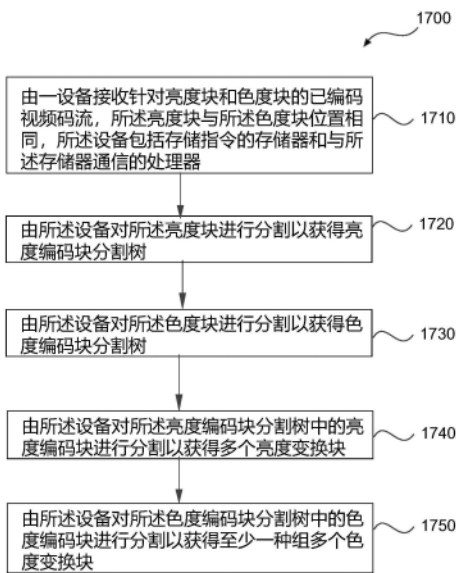 1700
由一设备接收针对亮度块和色度块的已编码
视频码流，所述亮度块与所述色度块位置相
同，所述设备包括存储指令的存储器和与所
述存储器通信的处理器
1710
由所述设备对所述亮度块进行分割以获得亮
度编码块分割树
1720
由所述设备对所述色度块进行分割以获得色
度编码块分割树
1730
由所述设备对所述亮度编码块分割树中的亮
度编码块进行分割以获得多个亮度变换块
1740
由所述设备对所述色度编码块分割树中的色
度编码块进行分割以获得至少一种组多个色
度变换块
1750